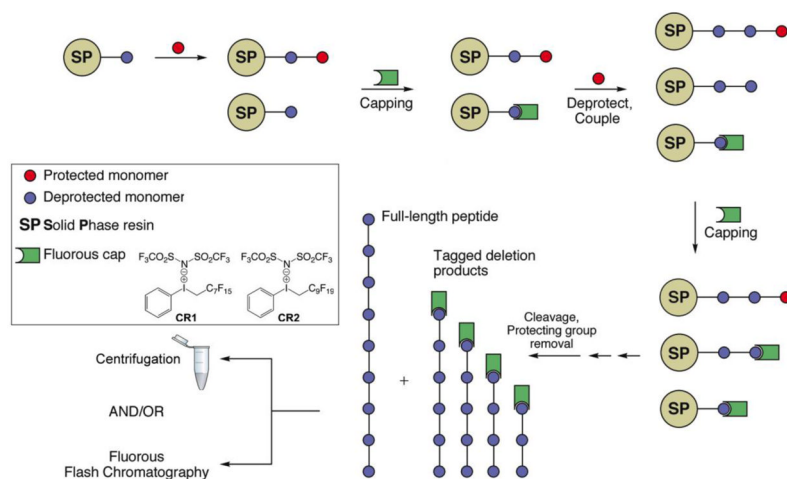 SP
SP
SP
Capping
SP
SP
Deprotect,
Couple
SP
SP
SP
Capping
SP
SP
SP
Protected monomer
Deprotected monomer
SP Solid Phase resin
Fluorous cap
F₃CO₂S N SO₂CF₃
⊖
⊕
I C₇F₁₅
CR1
F₃CO₂S N SO₂CF₃
⊖
⊕
I C₉F₁₉
CR2
Full-length peptide
Tagged deletion
products
+
Cleavage,
Protecting group
removal
Centrifugation
AND/OR
Fluorous
Flash Chromatography